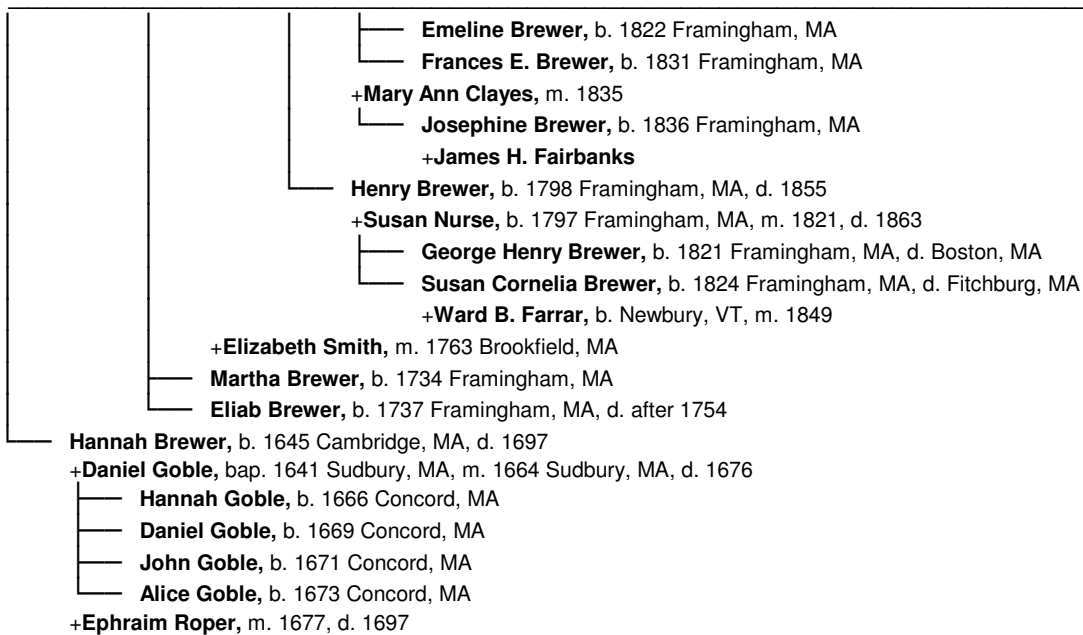 Emeline Brewer, b. 1822 Framingham, MA
Frances E. Brewer, b. 1831 Framingham, MA
+Mary Ann Clayes, m. 1835
Josephine Brewer, b. 1836 Framingham, MA
+James H. Fairbanks
Henry Brewer, b. 1798 Framingham, MA, d. 1855
+Susan Nurse, b. 1797 Framingham, MA, m. 1821, d. 1863
George Henry Brewer, b. 1821 Framingham, MA, d. Boston, MA
Susan Cornelia Brewer, b. 1824 Framingham, MA, d. Fitchburg, MA
+Ward B. Farrar, b. Newbury, VT, m. 1849
+Elizabeth Smith, m. 1763 Brookfield, MA
Martha Brewer, b. 1734 Framingham, MA
Eliab Brewer, b. 1737 Framingham, MA, d. after 1754
Hannah Brewer, b. 1645 Cambridge, MA, d. 1697
+Daniel Goble, bap. 1641 Sudbury, MA, m. 1664 Sudbury, MA, d. 1676
Hannah Goble, b. 1666 Concord, MA
Daniel Goble, b. 1669 Concord, MA
John Goble, b. 1671 Concord, MA
Alice Goble, b. 1673 Concord, MA
+Ephraim Roper, m. 1677, d. 1697